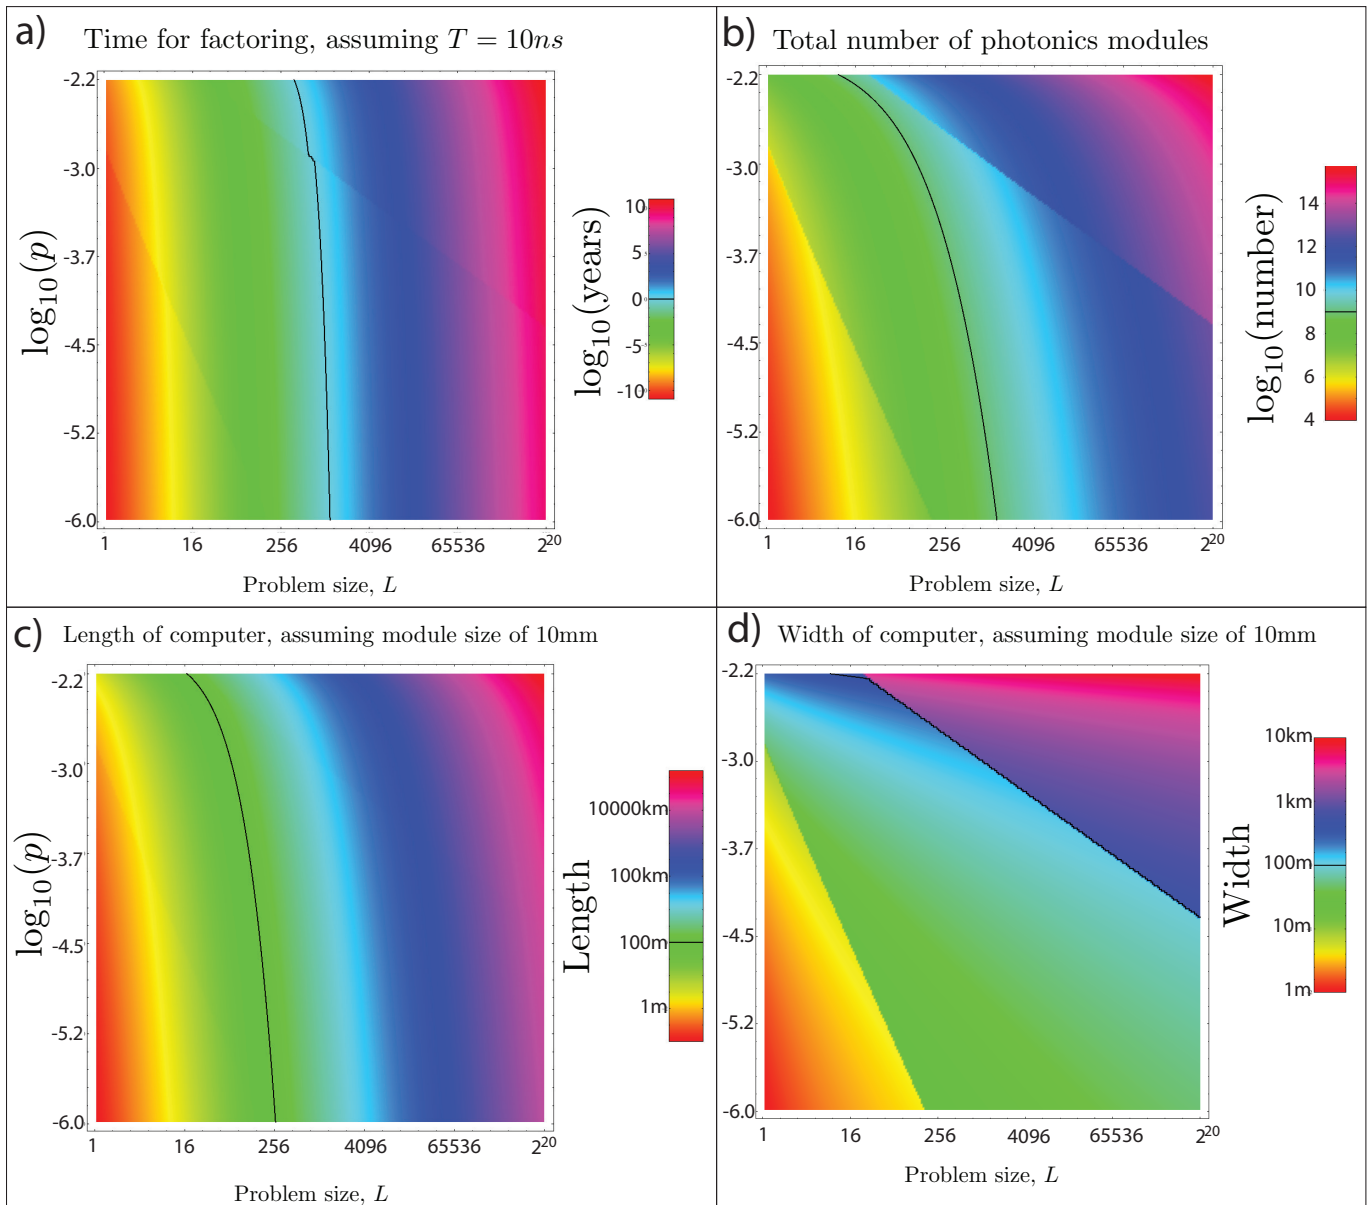 a) Time for factoring, assuming T = 10ns
-2.2
-3.0
-3.7
-4.5
-5.2
-6.0
log10(p)
1 16 256 4096 65536 2^20
Problem size, L
log10(years)
10
5
0
-5
-10
b) Total number of photonics modules
-2.2
-3.0
-3.7
-4.5
-5.2
-6.0
1 16 256 4096 65536 2^20
Problem size, L
log10(number)
14
12
10
8
6
4
c) Length of computer, assuming module size of 10mm
-2.2
-3.0
-3.7
-4.5
-5.2
-6.0
log10(p)
1 16 256 4096 65536 2^20
Problem size, L
Length
10000km
100km
100m
1m
d) Width of computer, assuming module size of 10mm
-2.2
-3.0
-3.7
-4.5
-5.2
-6.0
1 16 256 4096 65536 2^20
Problem size, L
Width
10km
1km
100m
10m
1m